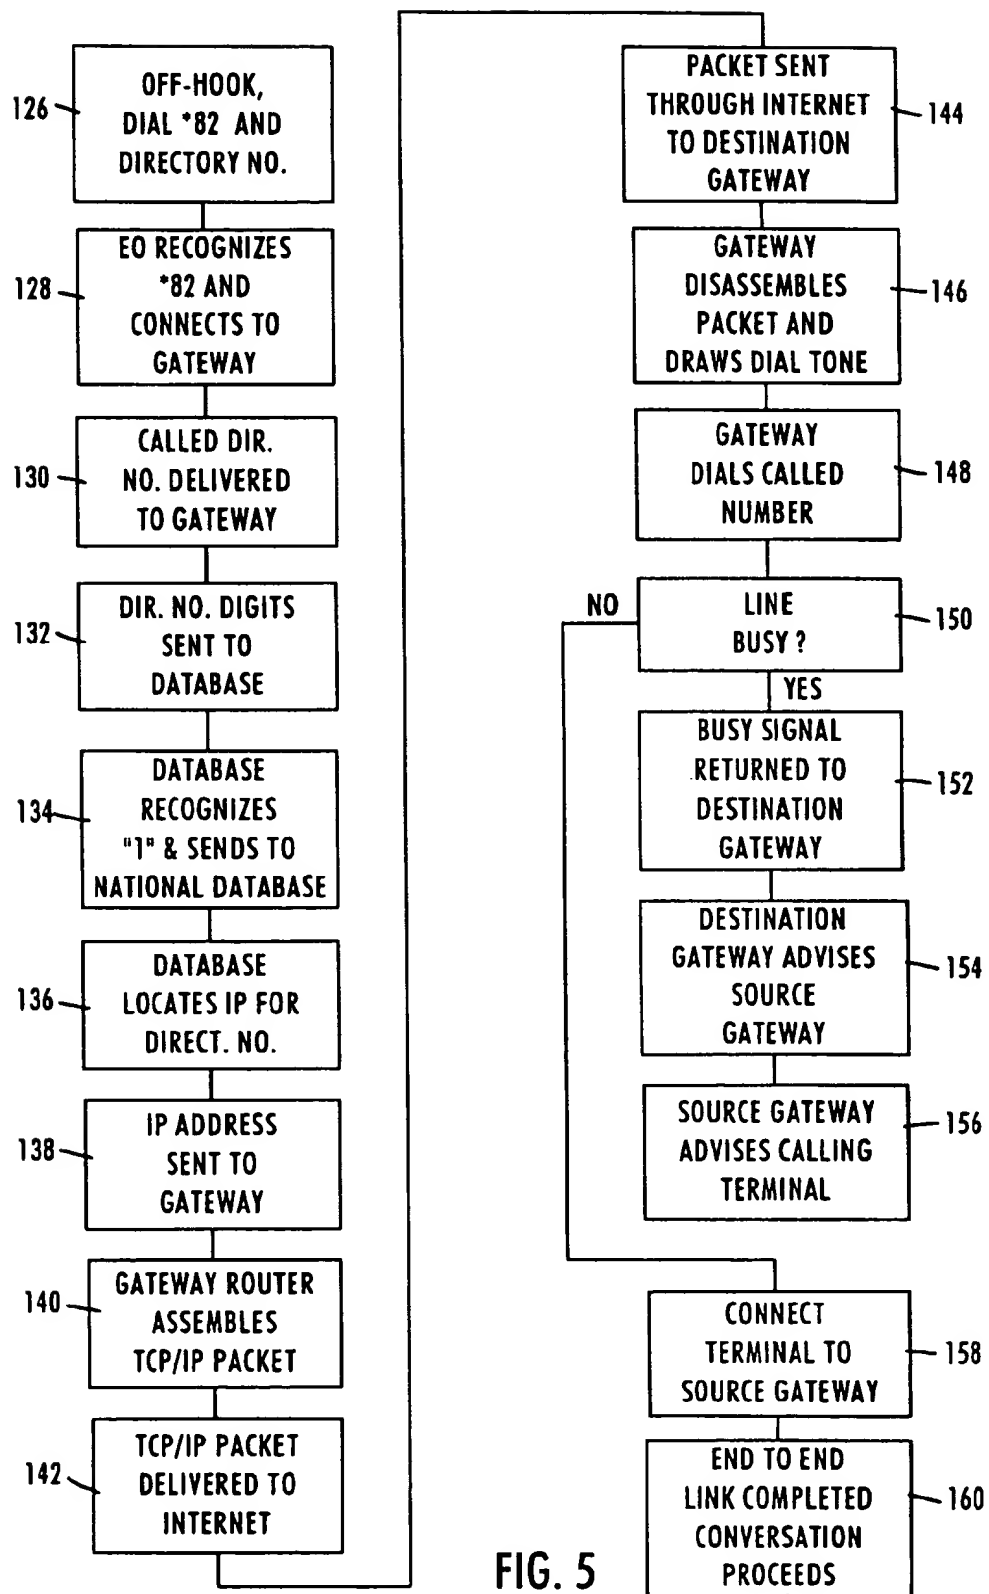 126
OFF-HOOK,
DIAL *82 AND
DIRECTORY NO.
128
EO RECOGNIZES
*82 AND
CONNECTS TO
GATEWAY
130
CALLED DIR.
NO. DELIVERED
TO GATEWAY
132
DIR. NO. DIGITS
SENT TO
DATABASE
134
DATABASE
RECOGNIZES
"1" & SENDS TO
NATIONAL DATABASE
136
DATABASE
LOCATES IP FOR
DIRECT. NO.
138
IP ADDRESS
SENT TO
GATEWAY
140
GATEWAY ROUTER
ASSEMBLES
TCP/IP PACKET
142
TCP/IP PACKET
DELIVERED TO
INTERNET
PACKET SENT
THROUGH INTERNET
TO DESTINATION
GATEWAY
144
GATEWAY
DISASSEMBLES
PACKET AND
DRAWS DIAL TONE
146
GATEWAY
DIALS CALLED
NUMBER
148
NO
LINE
BUSY ?
150
YES
BUSY SIGNAL
RETURNED TO
DESTINATION
GATEWAY
152
DESTINATION
GATEWAY ADVISES
SOURCE
GATEWAY
154
SOURCE GATEWAY
ADVISES CALLING
TERMINAL
156
CONNECT
TERMINAL TO
SOURCE GATEWAY
158
END TO END
LINK COMPLETED
CONVERSATION
PROCEEDS
160
FIG. 5